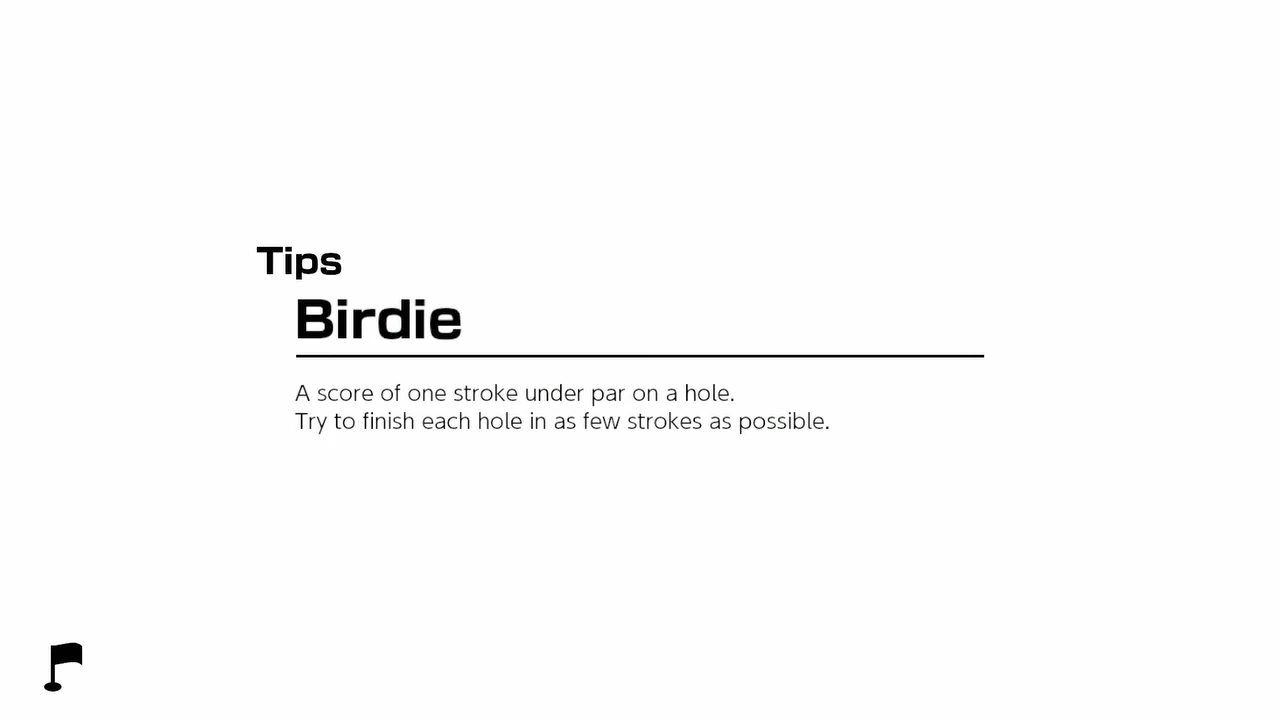 Tips
Birdie
A score of one stroke under par on a hole.
Try to finish each hole in as few strokes as possible.